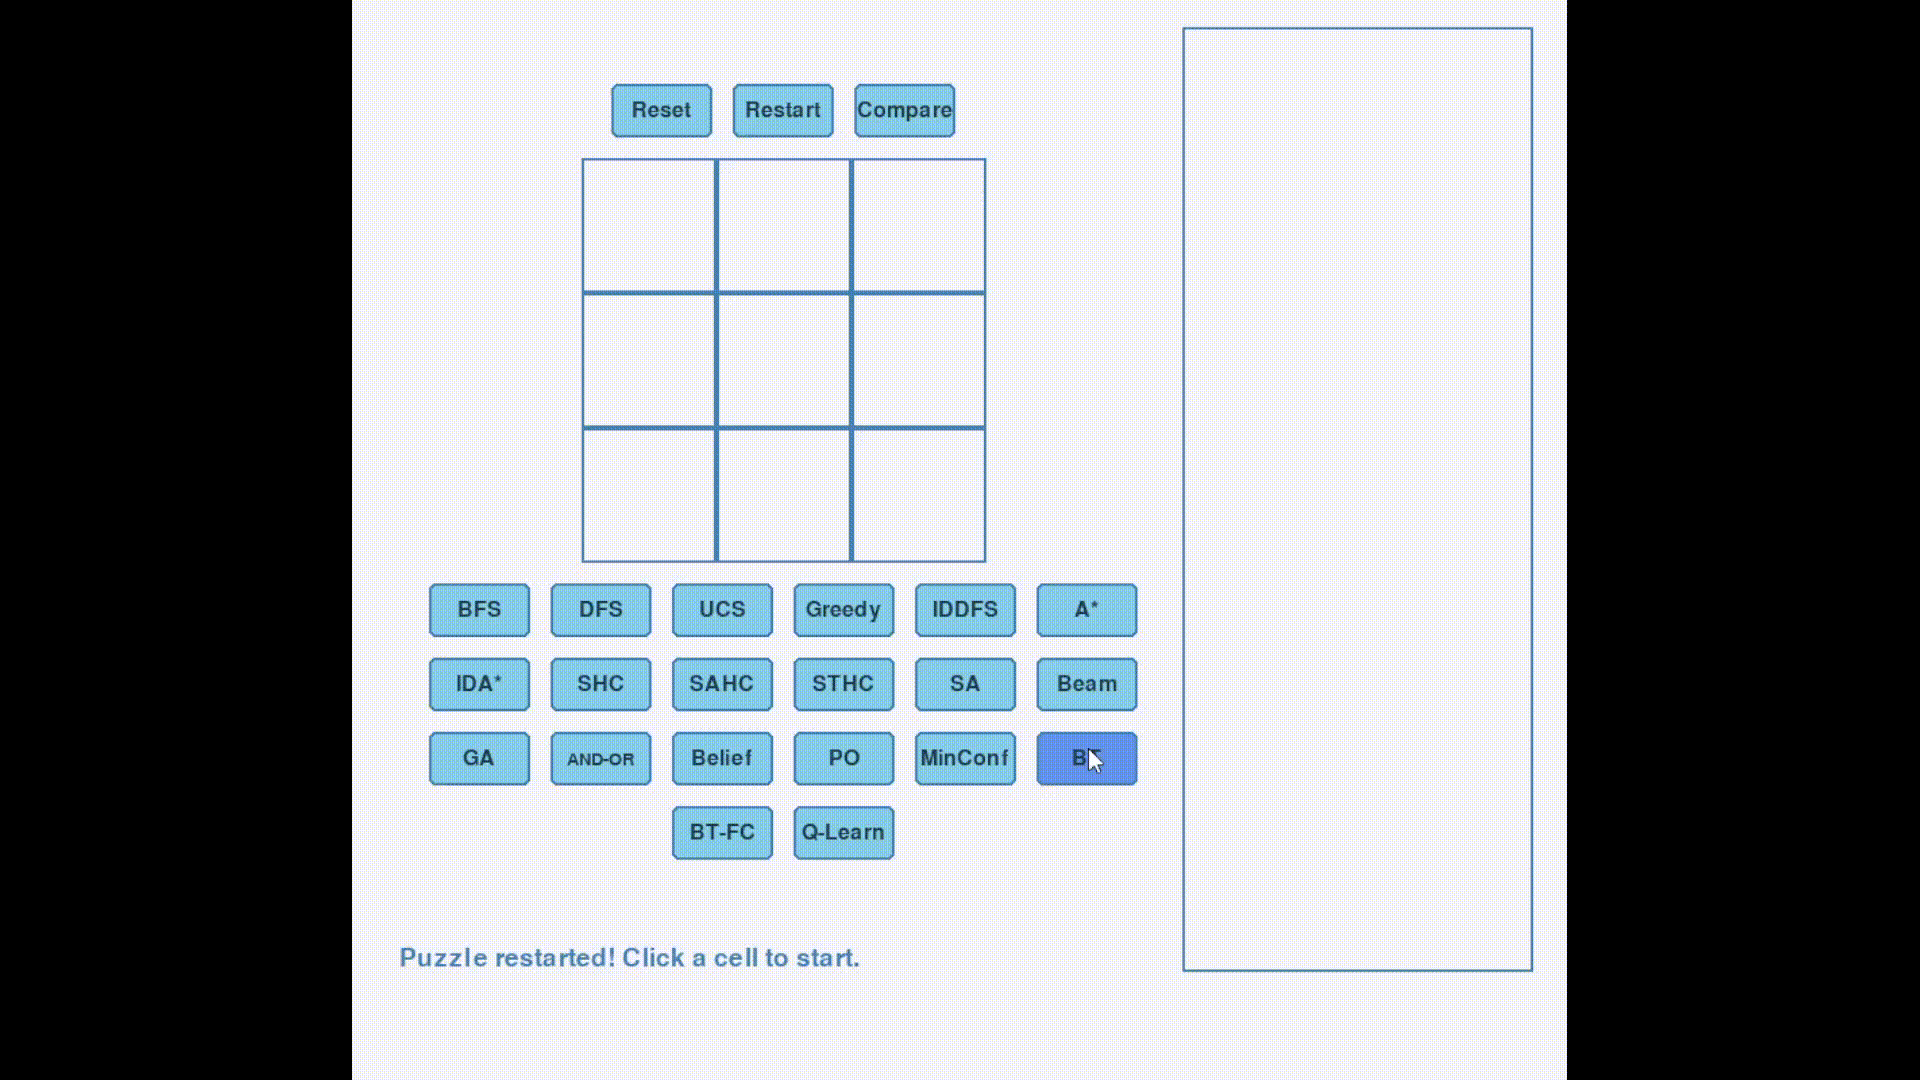 Reset Restart Compare
BFS DFS UCS Greedy IDDFS A*
IDA* SHC SAHC STHC SA Beam
GA AND-OR Belief PO MinConf
BT-FC Q-Learn
Puzzle restarted! Click a cell to start.